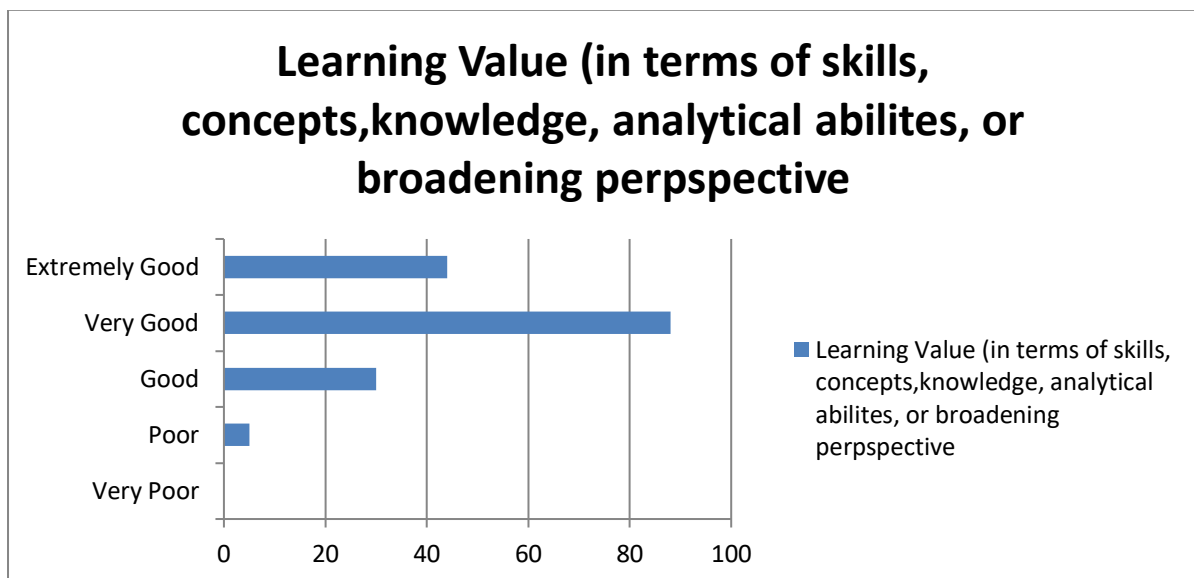 Learning Value (in terms of skills,
concepts,knowledge, analytical abilites, or
broadening perpspective
Extremely Good
Very Good
Good
Poor
Very Poor
0 20 40 60 80 100
Learning Value (in terms of skills,
concepts,knowledge, analytical
abilites, or broadening
perpspective